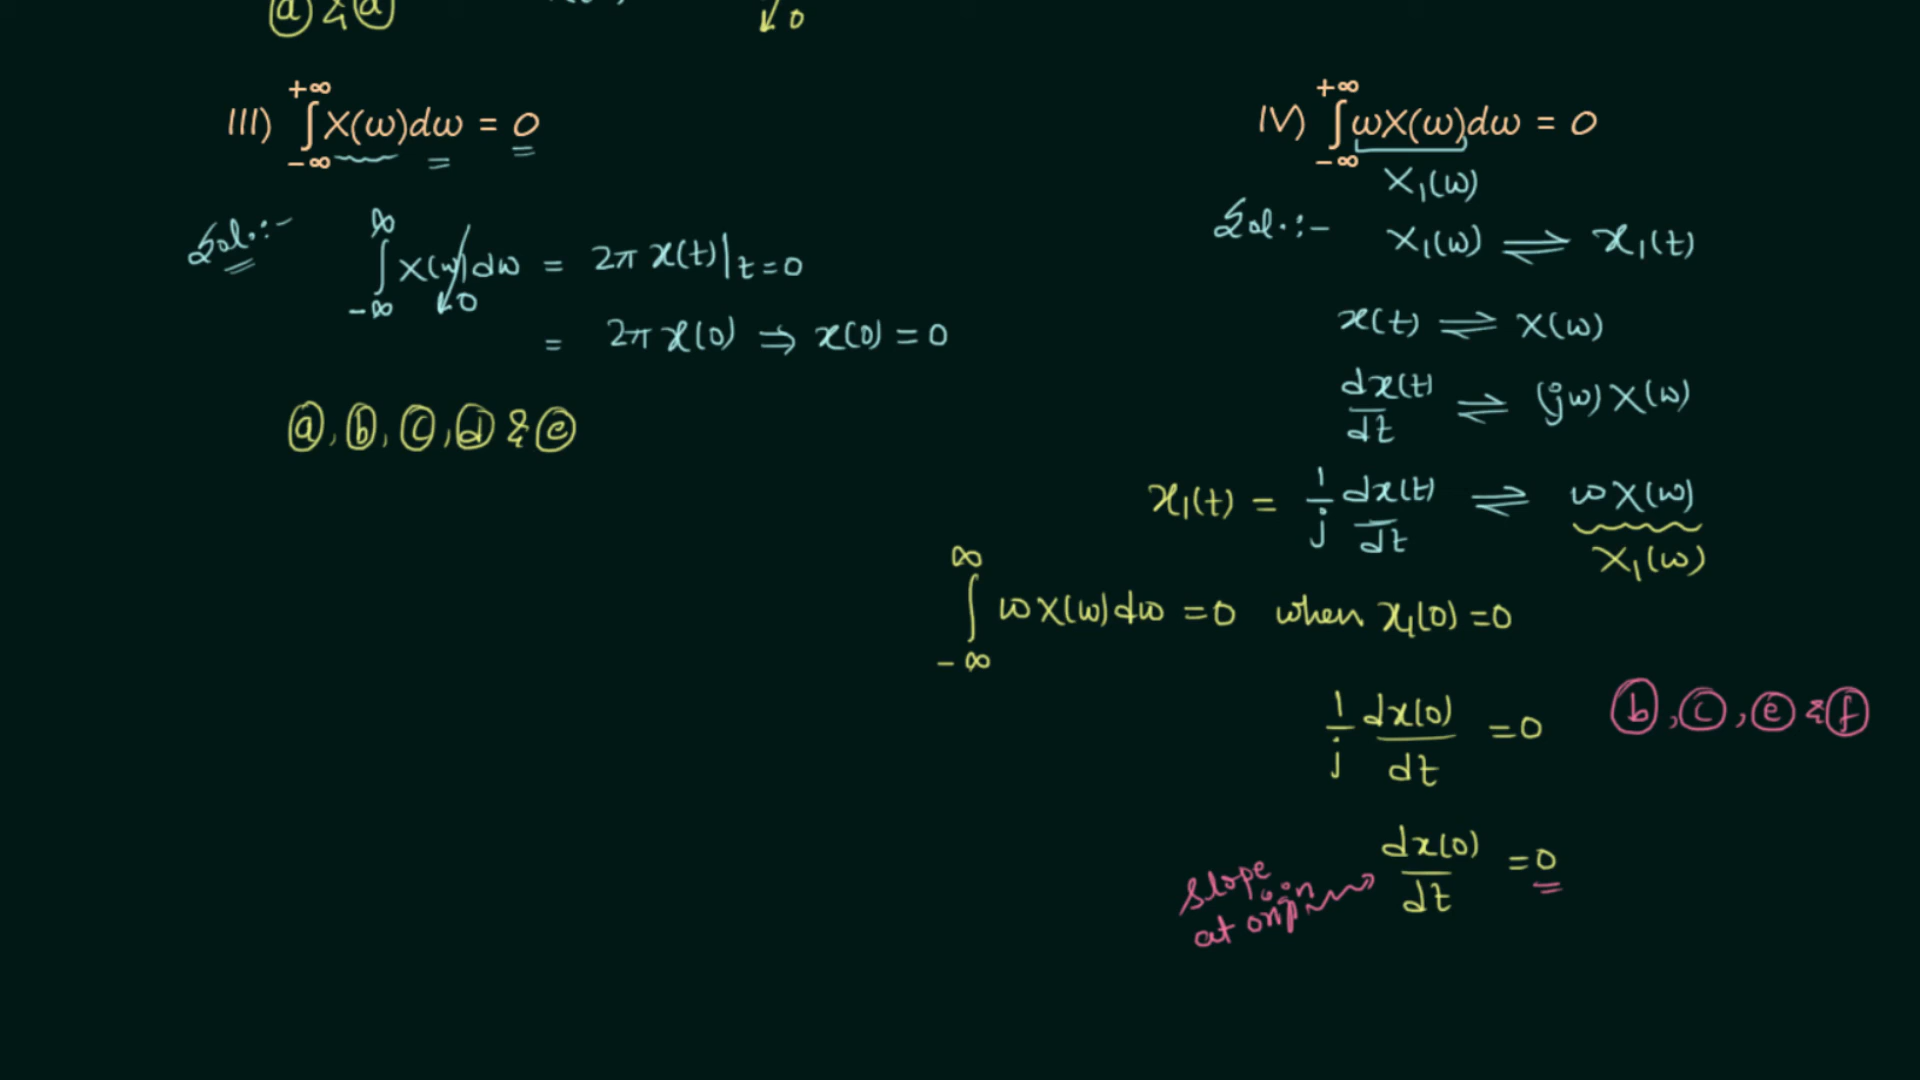 ⓐ & ⓓ
↓ 0
III) ∫_{-∞}^{+∞} X(ω)dω = 0
Sol.:- ∫_{-∞}^{∞} X(ω)dω = 2π x(t)|_{t=0}
↓ 0
= 2π x(0) ⇒ x(0) = 0
ⓐ, ⓑ, ⓒ, ⓓ & ⓔ
IV) ∫_{-∞}^{+∞} ωX(ω)dω = 0
X₁(ω)
Sol.:- X₁(ω) ⇌ x₁(t)
x(t) ⇌ X(ω)
dx(t)/dt ⇌ (jω)X(ω)
x₁(t) = 1/j dx(t)/dt ⇌ ωX(ω)
X₁(ω)
∫_{-∞}^{∞} ωX(ω)dω = 0 when x₁(0) = 0
1/j dx(0)/dt = 0
ⓑ, ⓒ, ⓔ & ⓕ
slope at origin → dx(0)/dt = 0